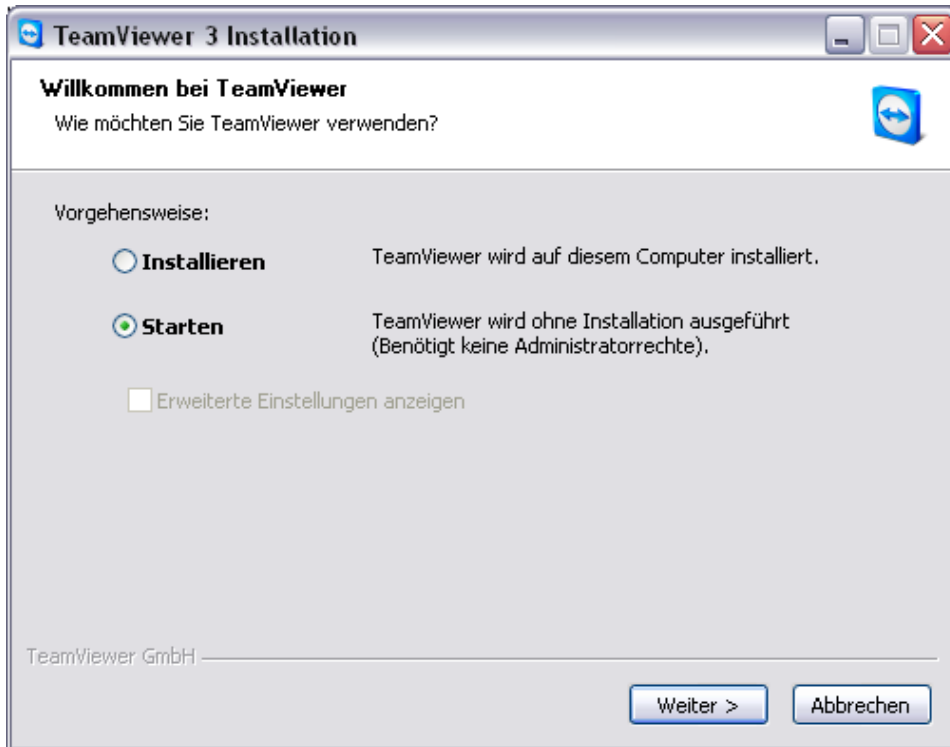 TeamViewer 3 Installation
Willkommen bei TeamViewer
Wie möchten Sie TeamViewer verwenden?
Vorgehensweise:
Installieren TeamViewer wird auf diesem Computer installiert.
Starten TeamViewer wird ohne Installation ausgeführt
(Benötigt keine Administratorrechte).
Erweiterte Einstellungen anzeigen
TeamViewer GmbH
Weiter > Abbrechen